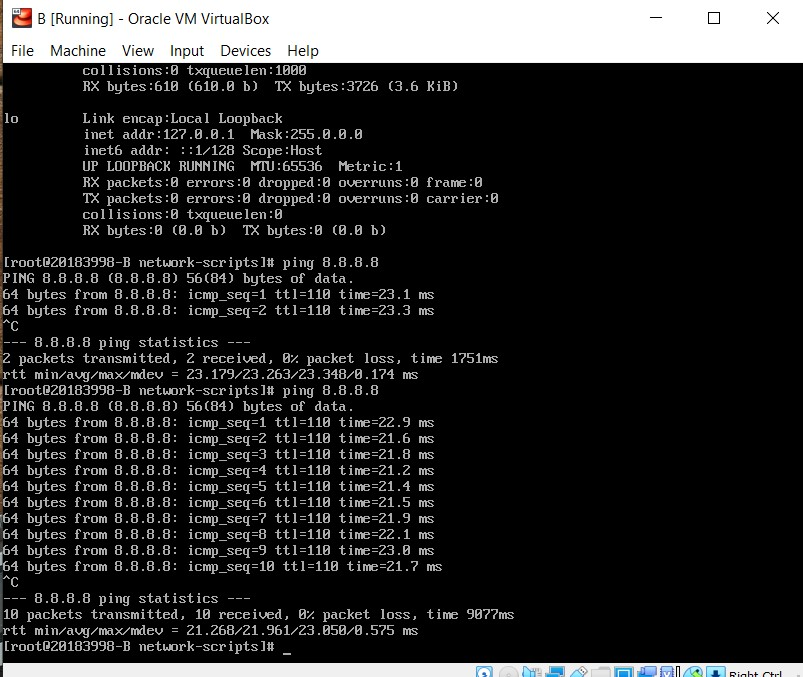 B [Running] - Oracle VM VirtualBox
File Machine View Input Devices Help
collisions:0 txqueuelen:1000
RX bytes:610 (610.0 b)  TX bytes:3726 (3.6 KiB)
lo        Link encap:Local Loopback
inet addr:127.0.0.1  Mask:255.0.0.0
inet6 addr: ::1/128 Scope:Host
UP LOOPBACK RUNNING  MTU:65536  Metric:1
RX packets:0 errors:0 dropped:0 overruns:0 frame:0
TX packets:0 errors:0 dropped:0 overruns:0 carrier:0
collisions:0 txqueuelen:0
RX bytes:0 (0.0 b)  TX bytes:0 (0.0 b)
[root@20183998-B network-scripts]# ping 8.8.8.8
PING 8.8.8.8 (8.8.8.8) 56(84) bytes of data.
64 bytes from 8.8.8.8: icmp_seq=1 ttl=110 time=23.1 ms
64 bytes from 8.8.8.8: icmp_seq=2 ttl=110 time=23.3 ms
^C
--- 8.8.8.8 ping statistics ---
2 packets transmitted, 2 received, 0% packet loss, time 1751ms
rtt min/avg/max/mdev = 23.179/23.263/23.348/0.174 ms
[root@20183998-B network-scripts]# ping 8.8.8.8
PING 8.8.8.8 (8.8.8.8) 56(84) bytes of data.
64 bytes from 8.8.8.8: icmp_seq=1 ttl=110 time=22.9 ms
64 bytes from 8.8.8.8: icmp_seq=2 ttl=110 time=21.6 ms
64 bytes from 8.8.8.8: icmp_seq=3 ttl=110 time=21.8 ms
64 bytes from 8.8.8.8: icmp_seq=4 ttl=110 time=21.2 ms
64 bytes from 8.8.8.8: icmp_seq=5 ttl=110 time=21.4 ms
64 bytes from 8.8.8.8: icmp_seq=6 ttl=110 time=21.5 ms
64 bytes from 8.8.8.8: icmp_seq=7 ttl=110 time=21.9 ms
64 bytes from 8.8.8.8: icmp_seq=8 ttl=110 time=22.1 ms
64 bytes from 8.8.8.8: icmp_seq=9 ttl=110 time=23.0 ms
64 bytes from 8.8.8.8: icmp_seq=10 ttl=110 time=21.7 ms
^C
--- 8.8.8.8 ping statistics ---
10 packets transmitted, 10 received, 0% packet loss, time 9077ms
rtt min/avg/max/mdev = 21.268/21.961/23.050/0.575 ms
[root@20183998-B network-scripts]# _
Right Ctrl